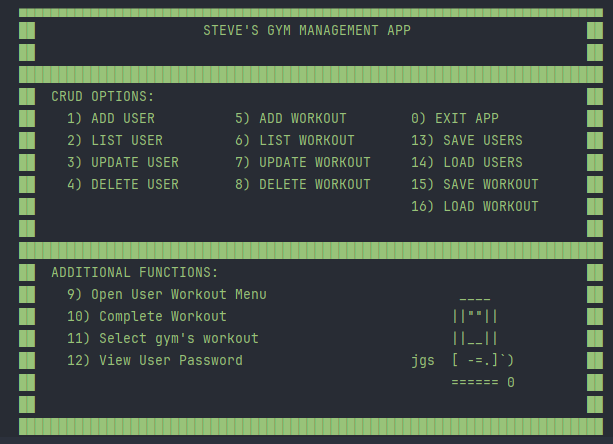 STEVE'S GYM MANAGEMENT APP
CRUD OPTIONS:
1) ADD USER 5) ADD WORKOUT 0) EXIT APP
2) LIST USER 6) LIST WORKOUT 13) SAVE USERS
3) UPDATE USER 7) UPDATE WORKOUT 14) LOAD USERS
4) DELETE USER 8) DELETE WORKOUT 15) SAVE WORKOUT
16) LOAD WORKOUT
ADDITIONAL FUNCTIONS:
9) Open User Workout Menu ____
10) Complete Workout ||""||
11) Select gym's workout ||__||
12) View User Password jgs [ -=.]`)
====== 0